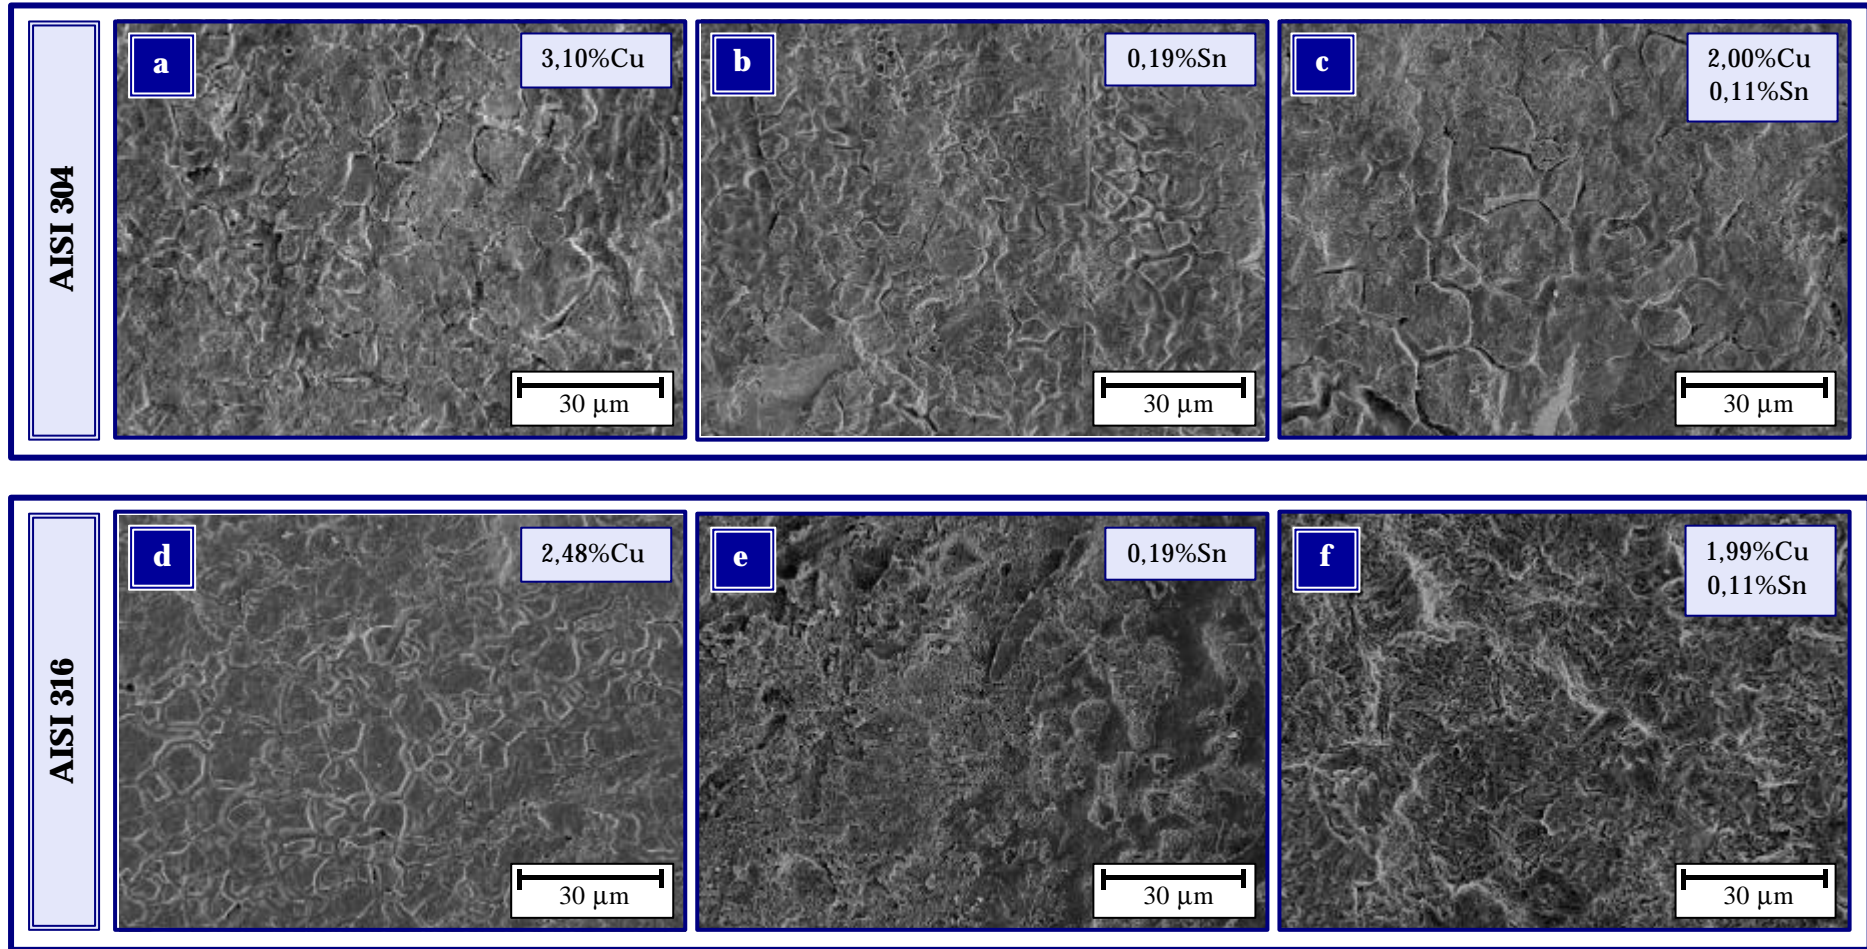 AISI 304
a
3,10%Cu
30 μm
b
0,19%Sn
30 μm
c
2,00%Cu
0,11%Sn
30 μm
AISI 316
d
2,48%Cu
30 μm
e
0,19%Sn
30 μm
f
1,99%Cu
0,11%Sn
30 μm